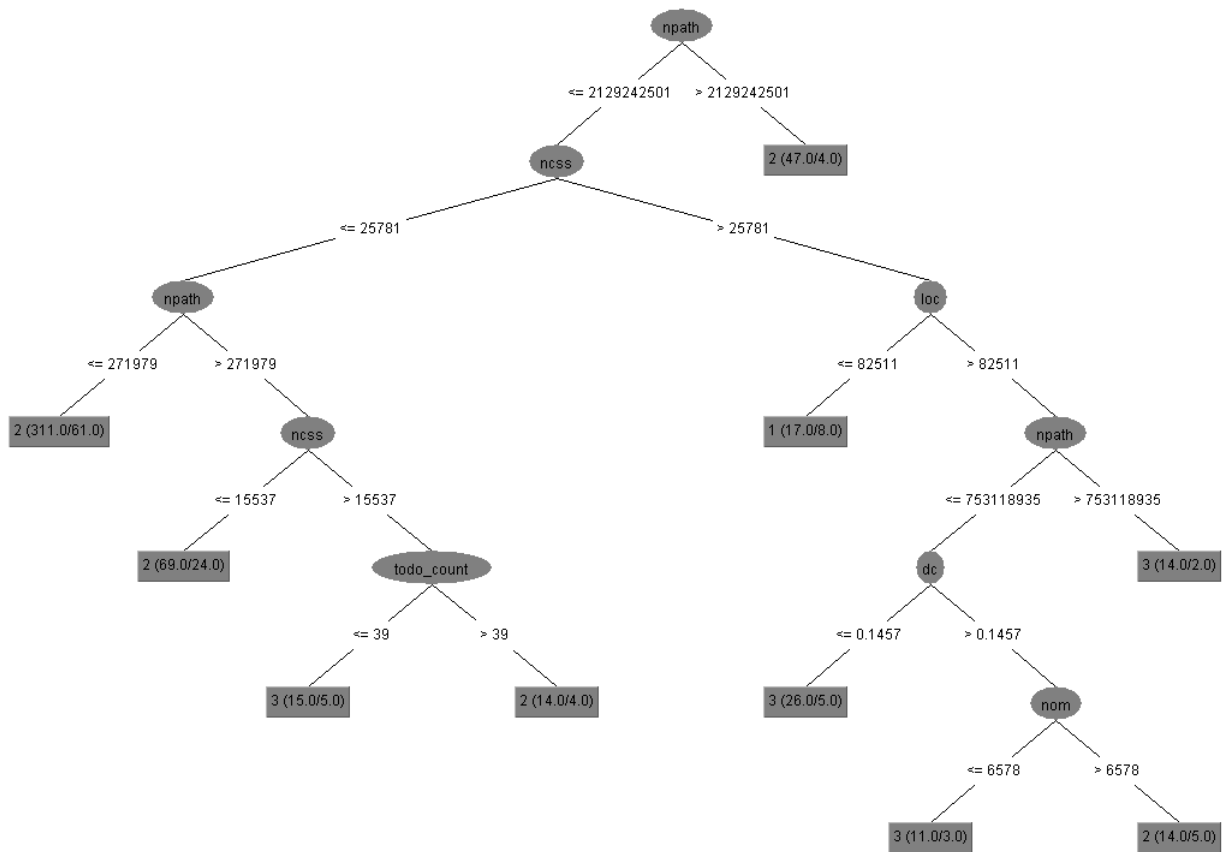 npath
<= 2129242501 > 2129242501
ncss 2 (47.0/4.0)
<= 25781 > 25781
npath loc
<= 271979 > 271979 <= 82511 > 82511
2 (311.0/61.0) ncss 1 (17.0/8.0) npath
<= 15537 > 15537 <= 753118935 > 753118935
2 (69.0/24.0) todo_count dc 3 (14.0/2.0)
<= 39 > 39 <= 0.1457 > 0.1457
3 (15.0/5.0) 2 (14.0/4.0) 3 (26.0/5.0) nom
<= 6578 > 6578
3 (11.0/3.0) 2 (14.0/5.0)